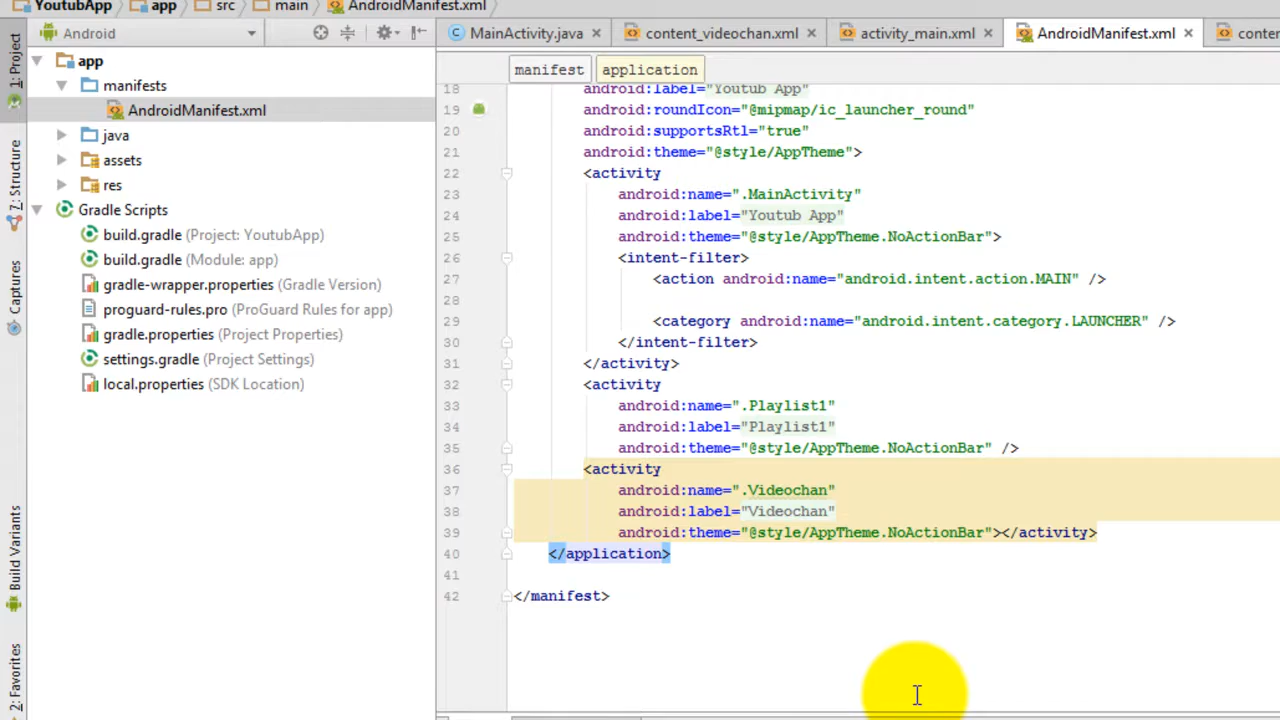 YoutubApp app src main AndroidManifest.xml
Android
MainActivity.java content_videochan.xml activity_main.xml AndroidManifest.xml conten
manifest application
1: Project
7: Structure
Captures
Build Variants
2: Favorites
app
manifests
AndroidManifest.xml
java
assets
res
Gradle Scripts
build.gradle (Project: YoutubApp)
build.gradle (Module: app)
gradle-wrapper.properties (Gradle Version)
proguard-rules.pro (ProGuard Rules for app)
gradle.properties (Project Properties)
settings.gradle (Project Settings)
local.properties (SDK Location)
18 android:label="Youtub App"
19 android:roundIcon="@mipmap/ic_launcher_round"
20 android:supportsRtl="true"
21 android:theme="@style/AppTheme">
22 <activity
23 android:name=".MainActivity"
24 android:label="Youtub App"
25 android:theme="@style/AppTheme.NoActionBar">
26 <intent-filter>
27 <action android:name="android.intent.action.MAIN" />
28
29 <category android:name="android.intent.category.LAUNCHER" />
30 </intent-filter>
31 </activity>
32 <activity
33 android:name=".Playlist1"
34 android:label="Playlist1"
35 android:theme="@style/AppTheme.NoActionBar" />
36 <activity
37 android:name=".Videochan"
38 android:label="Videochan"
39 android:theme="@style/AppTheme.NoActionBar"></activity>
40 </application>
41
42 </manifest>